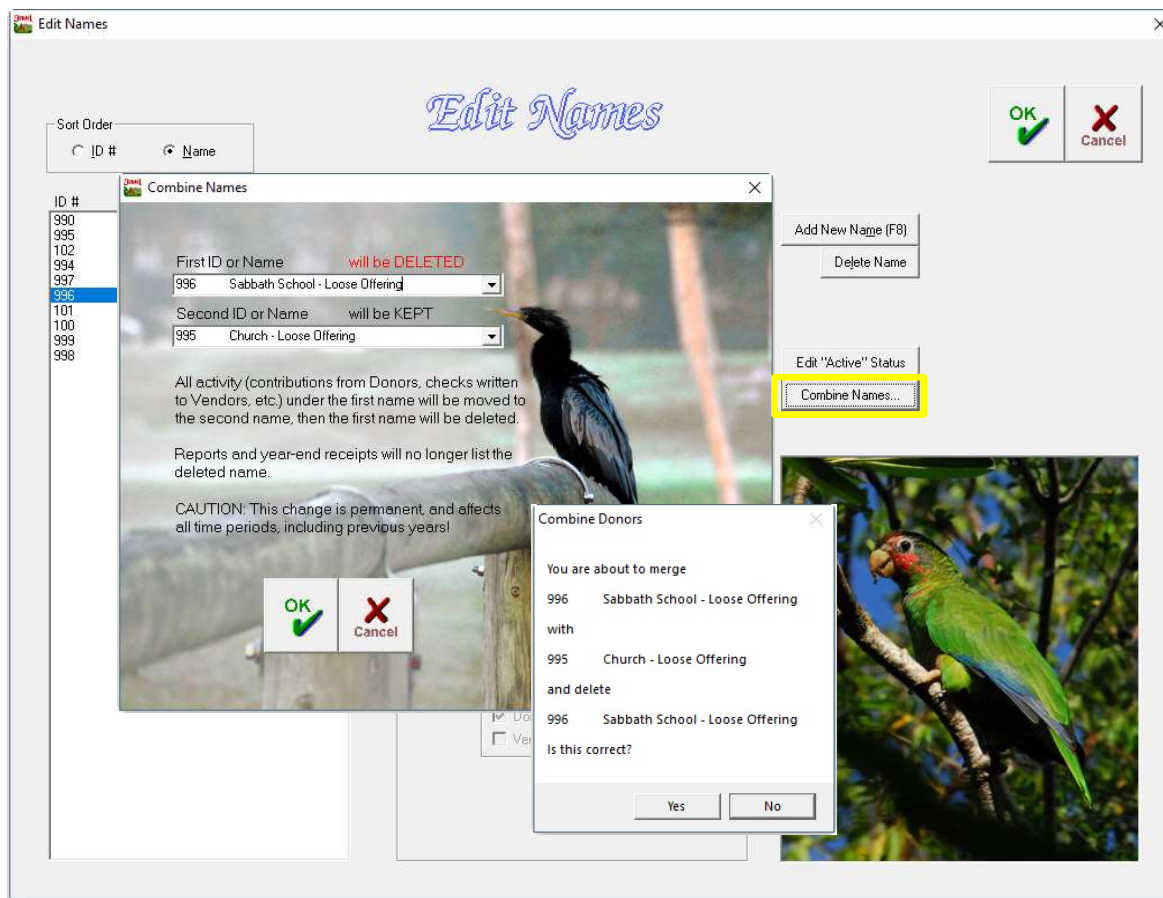 Edit Names
Edit Names
Sort Order
ID #
Name
OK
Cancel
ID #
990
995
102
994
997
996
101
100
999
998
Combine Names
First ID or Name will be DELETED
996 Sabbath School - Loose Offering
Second ID or Name will be KEPT
995 Church - Loose Offering
All activity (contributions from Donors, checks written
to Vendors, etc.) under the first name will be moved to
the second name, then the first name will be deleted.
Reports and year-end receipts will no longer list the
deleted name.
CAUTION: This change is permanent, and affects
all time periods, including previous years!
OK
Cancel
Add New Name (F8)
Delete Name
Edit "Active" Status
Combine Names...
Combine Donors
You are about to merge
996 Sabbath School - Loose Offering
with
995 Church - Loose Offering
and delete
996 Sabbath School - Loose Offering
Is this correct?
Yes
No